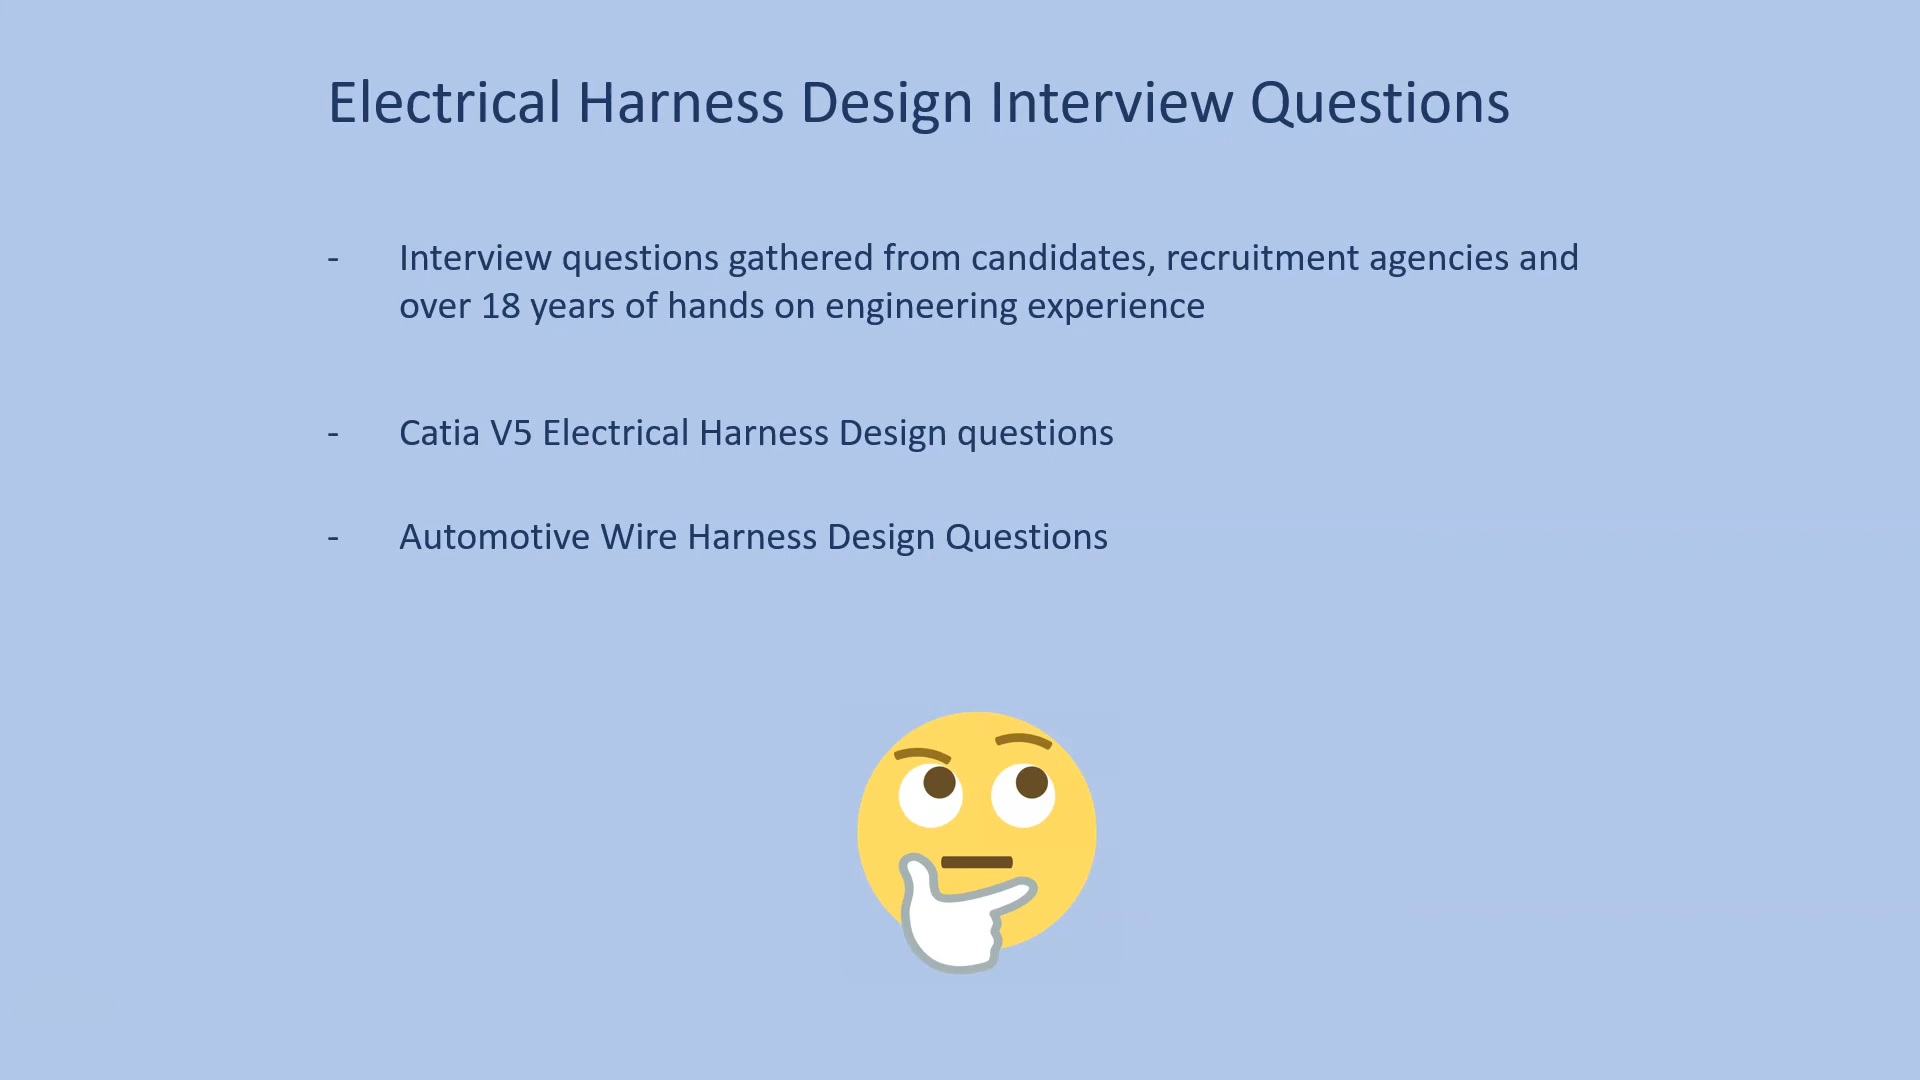 Electrical Harness Design Interview Questions
- Interview questions gathered from candidates, recruitment agencies and
over 18 years of hands on engineering experience
- Catia V5 Electrical Harness Design questions
- Automotive Wire Harness Design Questions